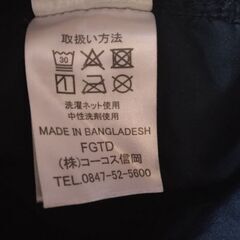 取扱い方法
30
洗濯ネット使用
中性洗剤使用
MADE IN BANGLADESH
FGTD
(株)コーコス信岡
TEL.0847-52-5600